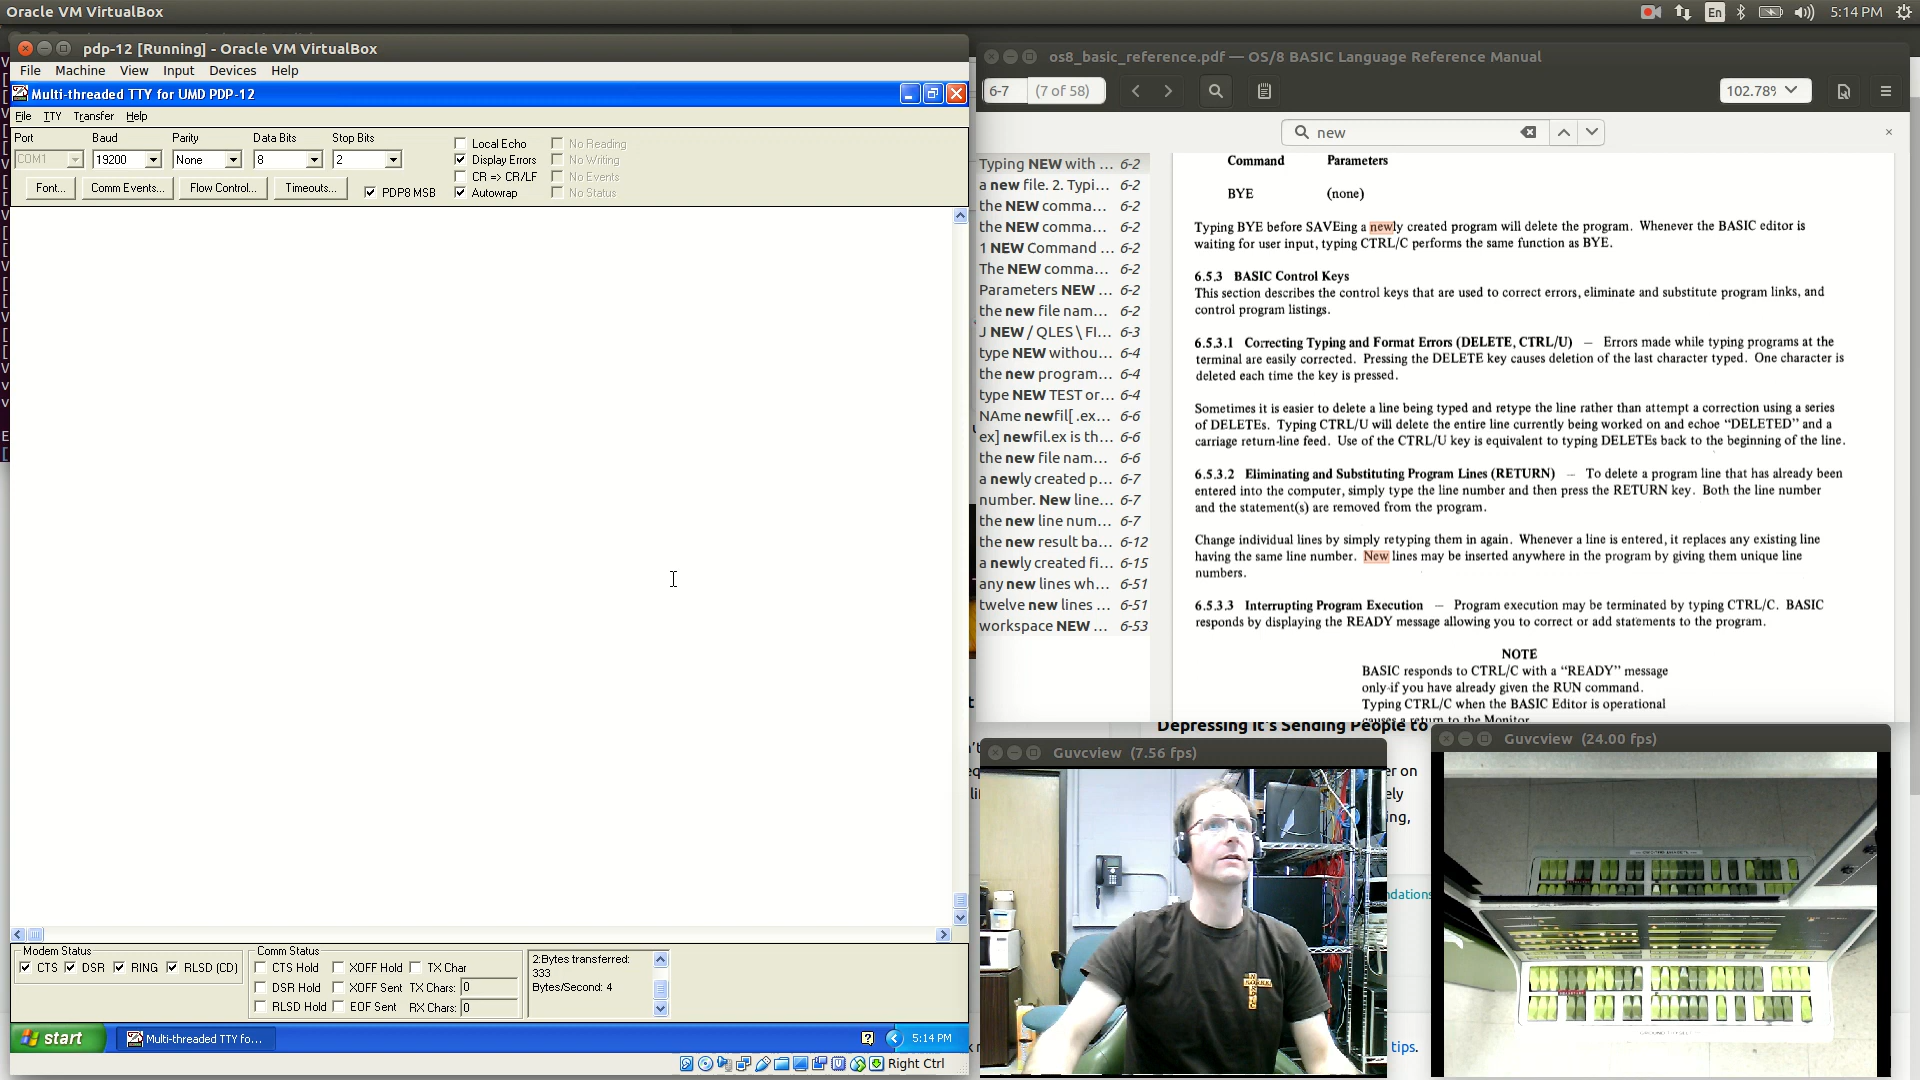 Oracle VM VirtualBox
En
5:14 PM
pdp-12 [Running] - Oracle VM VirtualBox
File Machine View Input Devices Help
Multi-threaded TTY for UMD PDP-12
File TTY Transfer Help
Port Baud Parity Data Bits Stop Bits
COM1 19200 None 8 2
Local Echo
Display Errors
CR => CR/LF
Autowrap
No Reading
No Writing
No Events
No Status
Font... Comm Events... Flow Control... Timeouts... PDP8 MSB
Modem Status
CTS DSR RING RLSD (CD)
Comm Status
CTS Hold XOFF Hold TX Char
DSR Hold XOFF Sent TX Chars: 0
RLSD Hold EOF Sent RX Chars: 0
2:Bytes transferred:
333
Bytes/Second: 4
start Multi-threaded TTY fo... 5:14 PM
Right Ctrl
os8_basic_reference.pdf — OS/8 BASIC Language Reference Manual
6-7 (7 of 58) 102.78%
new
Typing NEW with ... 6-2
a new file. 2. Typi... 6-2
the NEW comma... 6-2
the NEW comma... 6-2
1 NEW Command ... 6-2
The NEW comma... 6-2
Parameters NEW ... 6-2
the new file nam... 6-2
J NEW / QLES \ FI... 6-3
type NEW withou... 6-4
the new program... 6-4
type NEW TEST or... 6-4
NAme newfil[ .ex... 6-6
ex] newfil.ex is th... 6-6
the new file nam... 6-6
a newly created p... 6-7
number. New line... 6-7
the new line num... 6-7
the new result ba... 6-12
a newly created fi... 6-15
any new lines wh... 6-51
twelve new lines ... 6-51
workspace NEW ... 6-53
Command Parameters
BYE (none)
Typing BYE before SAVEing a newly created program will delete the program. Whenever the BASIC editor is
waiting for user input, typing CTRL/C performs the same function as BYE.
6.5.3 BASIC Control Keys
This section describes the control keys that are used to correct errors, eliminate and substitute program links, and
control program listings.
6.5.3.1 Correcting Typing and Format Errors (DELETE, CTRL/U) — Errors made while typing programs at the
terminal are easily corrected. Pressing the DELETE key causes deletion of the last character typed. One character is
deleted each time the key is pressed.
Sometimes it is easier to delete a line being typed and retype the line rather than attempt a correction using a series
of DELETEs. Typing CTRL/U will delete the entire line currently being worked on and echoe “DELETED” and a
carriage return-line feed. Use of the CTRL/U key is equivalent to typing DELETEs back to the beginning of the line.
6.5.3.2 Eliminating and Substituting Program Lines (RETURN) — To delete a program line that has already been
entered into the computer, simply type the line number and then press the RETURN key. Both the line number
and the statement(s) are removed from the program.
Change individual lines by simply retyping them in again. Whenever a line is entered, it replaces any existing line
having the same line number. New lines may be inserted anywhere in the program by giving them unique line
numbers.
6.5.3.3 Interrupting Program Execution — Program execution may be terminated by typing CTRL/C. BASIC
responds by displaying the READY message allowing you to correct or add statements to the program.
NOTE
BASIC responds to CTRL/C with a “READY” message
only if you have already given the RUN command.
Typing CTRL/C when the BASIC Editor is operational
causes a return to the Monitor.
Depressing It's Sending People to
Guvcview (7.56 fps)
Guvcview (24.00 fps)
er on
ely
ing,
ndations
tips.